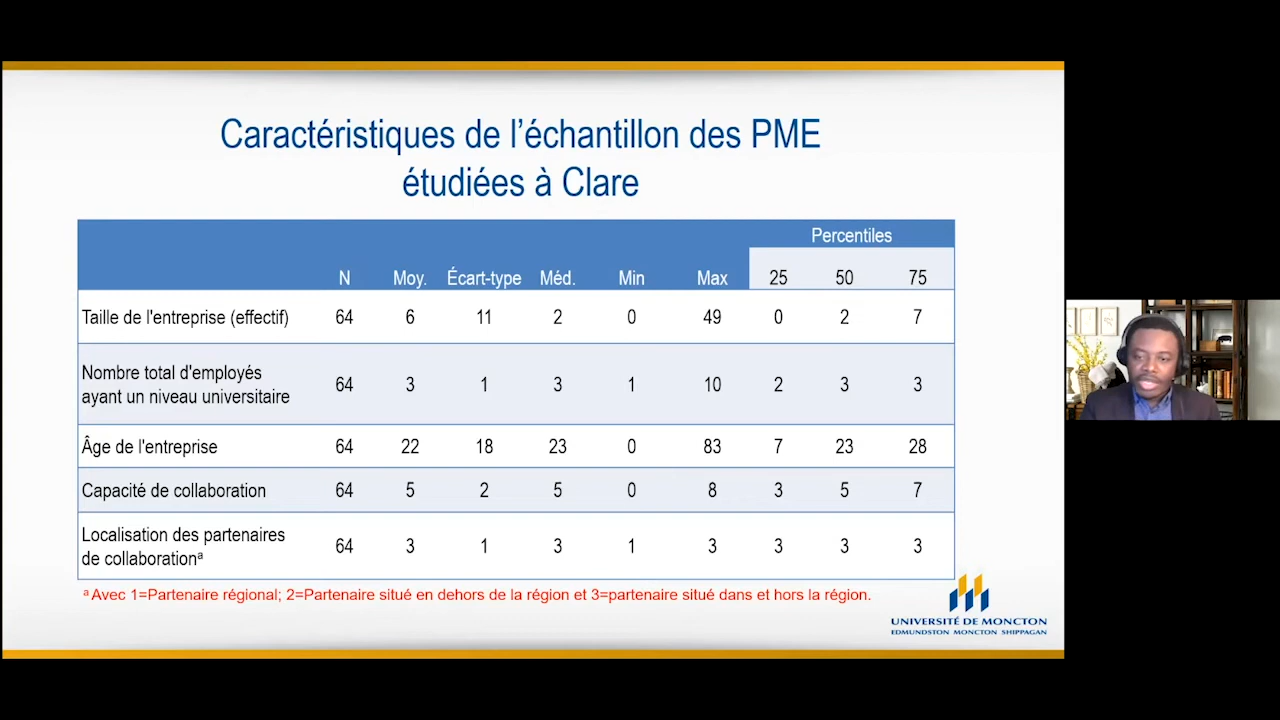 Caractéristiques de l'échantillon des PME
étudiées à Clare
Percentiles
N Moy. Écart-type Méd. Min Max 25 50 75
Taille de l'entreprise (effectif) 64 6 11 2 0 49 0 2 7
Nombre total d'employés
ayant un niveau universitaire 64 3 1 3 1 10 2 3 3
Âge de l'entreprise 64 22 18 23 0 83 7 23 28
Capacité de collaboration 64 5 2 5 0 8 3 5 7
Localisation des partenaires
de collaborationᵃ 64 3 1 3 1 3 3 3 3
ᵃ Avec 1=Partenaire régional; 2=Partenaire situé en dehors de la région et 3=partenaire situé dans et hors la région.
UNIVERSITÉ DE MONCTON
EDMUNDSTON MONCTON SHIPPAGAN